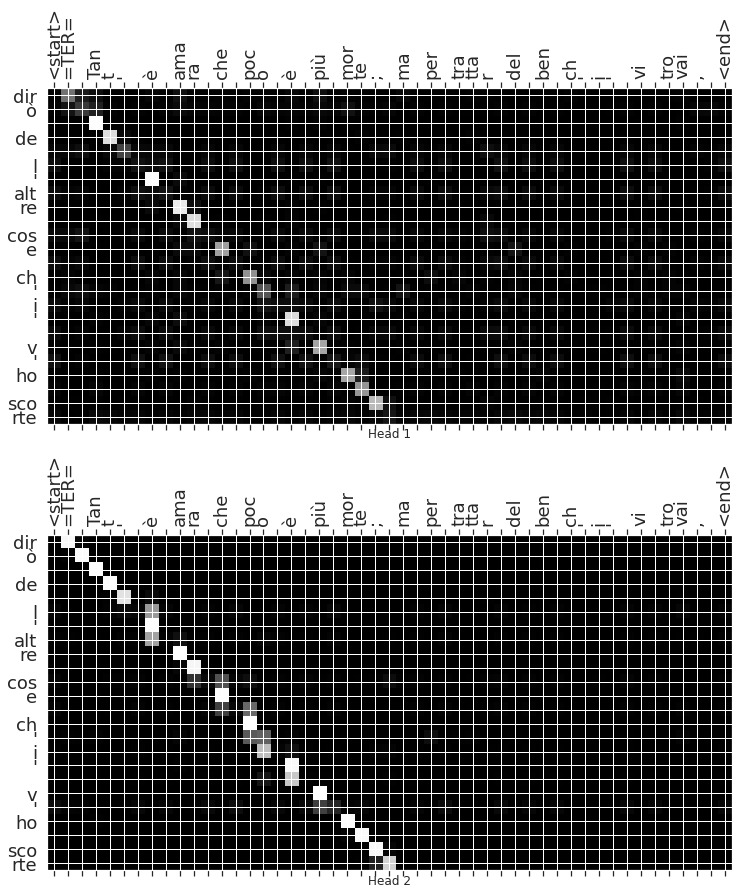 <start> =TER= Tan t ' è ama ra che poc o è più mor te ; ma per tra tta r del ben ch ' i ' vi tro vai ,  <end>
dir
ò
de
l
'
alt
re
cos
e
ch
'
i
'
v
'
ho
sco
rte
Head 1
<start> =TER= Tan t ' è ama ra che poc o è più mor te ; ma per tra tta r del ben ch ' i ' vi tro vai , <end>
dir
ò
de
l
'
alt
re
cos
e
ch
'
i
'
v
'
ho
sco
rte
Head 2